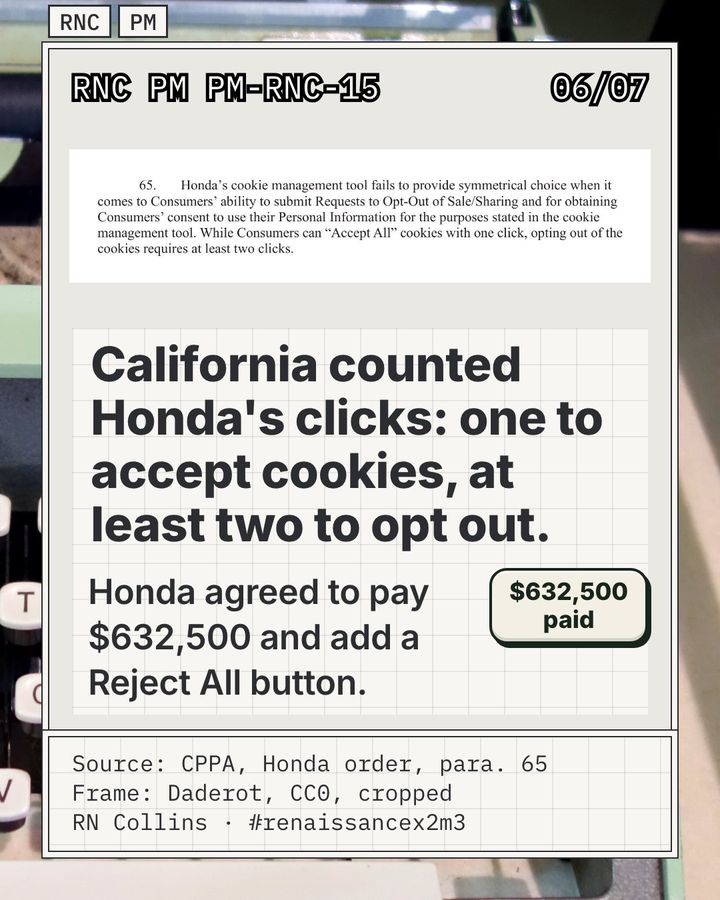 RNC PM
RNC PM PM-RNC-15 06/07
65. Honda’s cookie management tool fails to provide symmetrical choice when it
comes to Consumers’ ability to submit Requests to Opt-Out of Sale/Sharing and for obtaining
Consumers’ consent to use their Personal Information for the purposes stated in the cookie
management tool. While Consumers can “Accept All” cookies with one click, opting out of the
cookies requires at least two clicks.
California counted
Honda's clicks: one to
accept cookies, at
least two to opt out.
Honda agreed to pay
$632,500 and add a
Reject All button.
$632,500
paid
T
V
Source: CPPA, Honda order, para. 65
Frame: Daderot, CC0, cropped
RN Collins · #renaissancex2m3